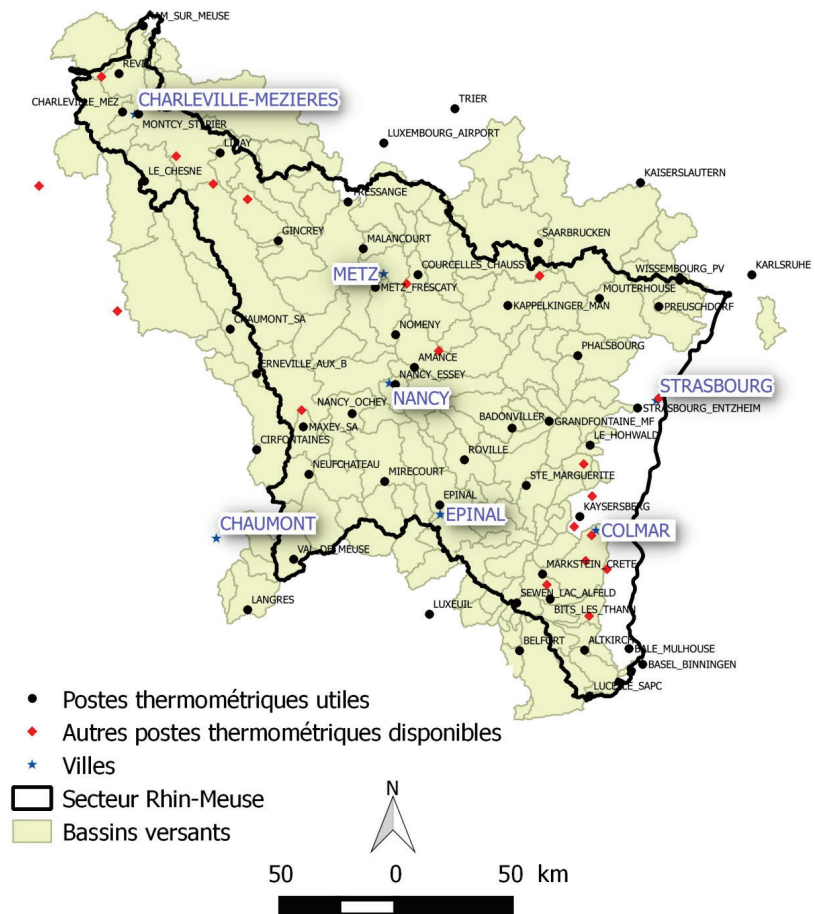 HAM_SUR_MEUSE
REVIN
CHARLEVILLE_MEZ
CHARLEVILLE-MEZIERES
MONTCY_ST_PIER
TRIER
LUXEMBOURG_AIRPORT
LE_CHESNE
KAISERSLAUTERN
TRESSANGE
GINCREY
MALANCOURT
SAARBRUCKEN
METZ
COURCELLES_CHAUSSY
WISSEMBOURG_PV
KARLSRUHE
METZ_FRESCATY
MOUTERHOUSE
KAPPELKINGER_MAN
PREUSCHDORF
CHAUMONT_SA
NOMENY
PHALSBOURG
ERNEVILLE_AUX_B
AMANCE
NANCY_ESSEY
STRASBOURG
NANCY
NANCY_OCHEY
STRASBOURG_ENTZHEIM
BADONVILLER
GRANDFONTAINE_MF
MAXEY_SA
LE_HOHWALD
CIRFONTAINES
ROVILLE
NEUFCHATEAU
MIRECOURT
STE_MARGUERITE
EPINAL
KAYSERSBERG
CHAUMONT
EPINAL
COLMAR
VAL_DE_MEUSE
MARKSTEIN_CRETE
SEWEN_LAC_ALFELD
LANGRES
LUXEUIL
BITS_LES_THANN
BELFORT
ALTKIRCH
BALE_MULHOUSE
BASEL_BINNINGEN
LUCELLE_SAPC
Postes thermométriques utiles
Autres postes thermométriques disponibles
Villes
Secteur Rhin-Meuse
Bassins versants
N
50 0 50 km